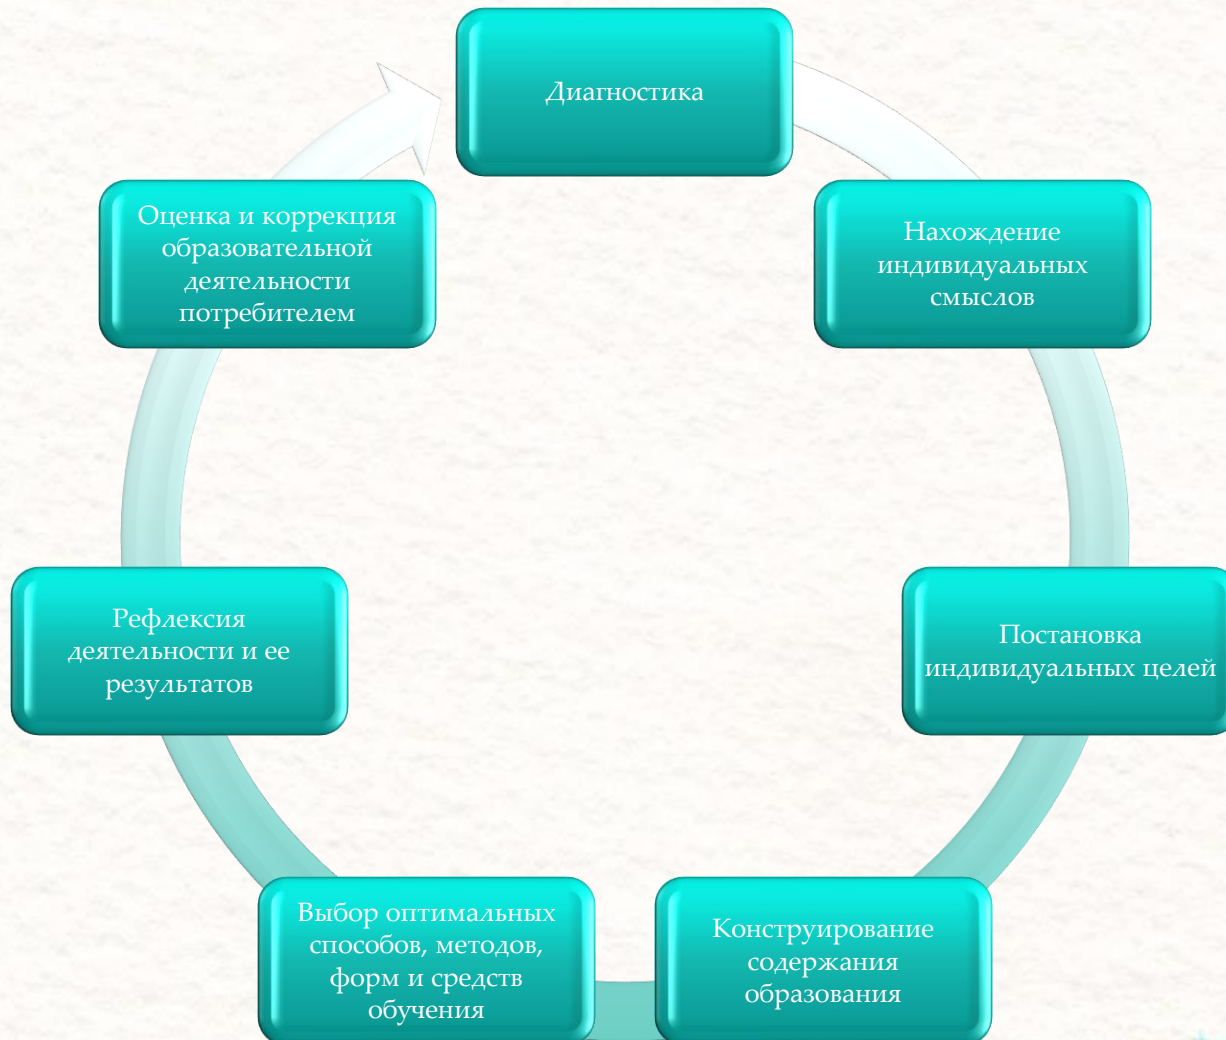 Диагностика
Нахождение
индивидуальных
смыслов
Постановка
индивидуальных целей
Конструирование
содержания
образования
Выбор оптимальных
способов, методов,
форм и средств
обучения
Рефлексия
деятельности и ее
результатов
Оценка и коррекция
образовательной
деятельности
потребителем